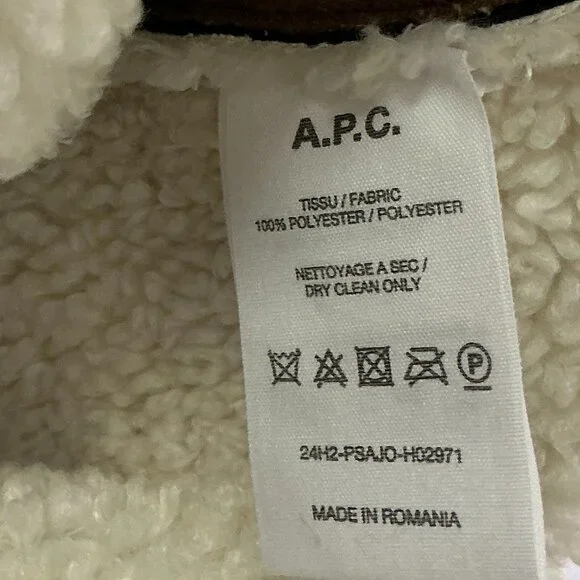 A.P.C.
TISSU / FABRIC
100% POLYESTER / POLYESTER
NETTOYAGE A SEC /
DRY CLEAN ONLY
P
24H2-PSAJO-H02971
MADE IN ROMANIA